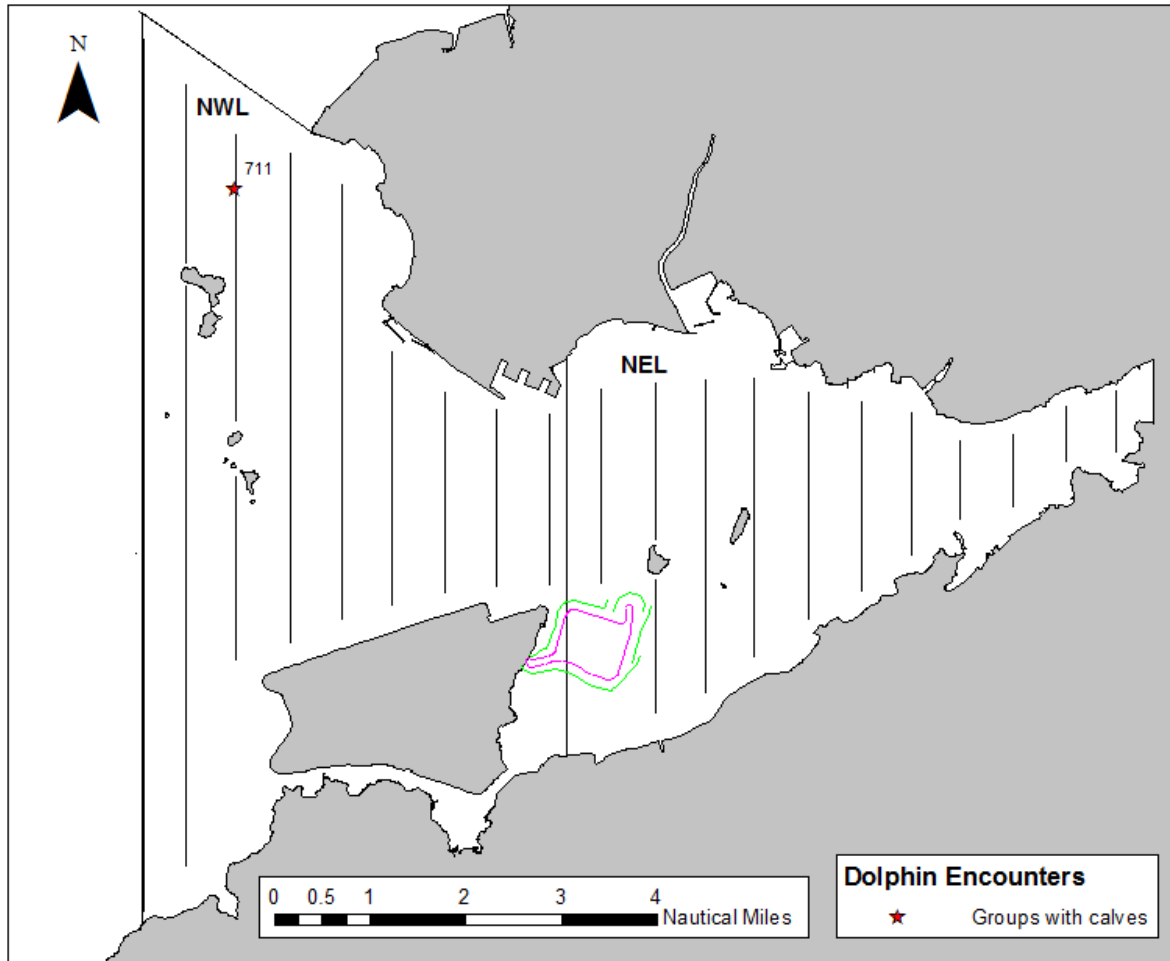 N
NWL
711
NEL
0 0.5 1 2 3 4
Nautical Miles
Dolphin Encounters
Groups with calves